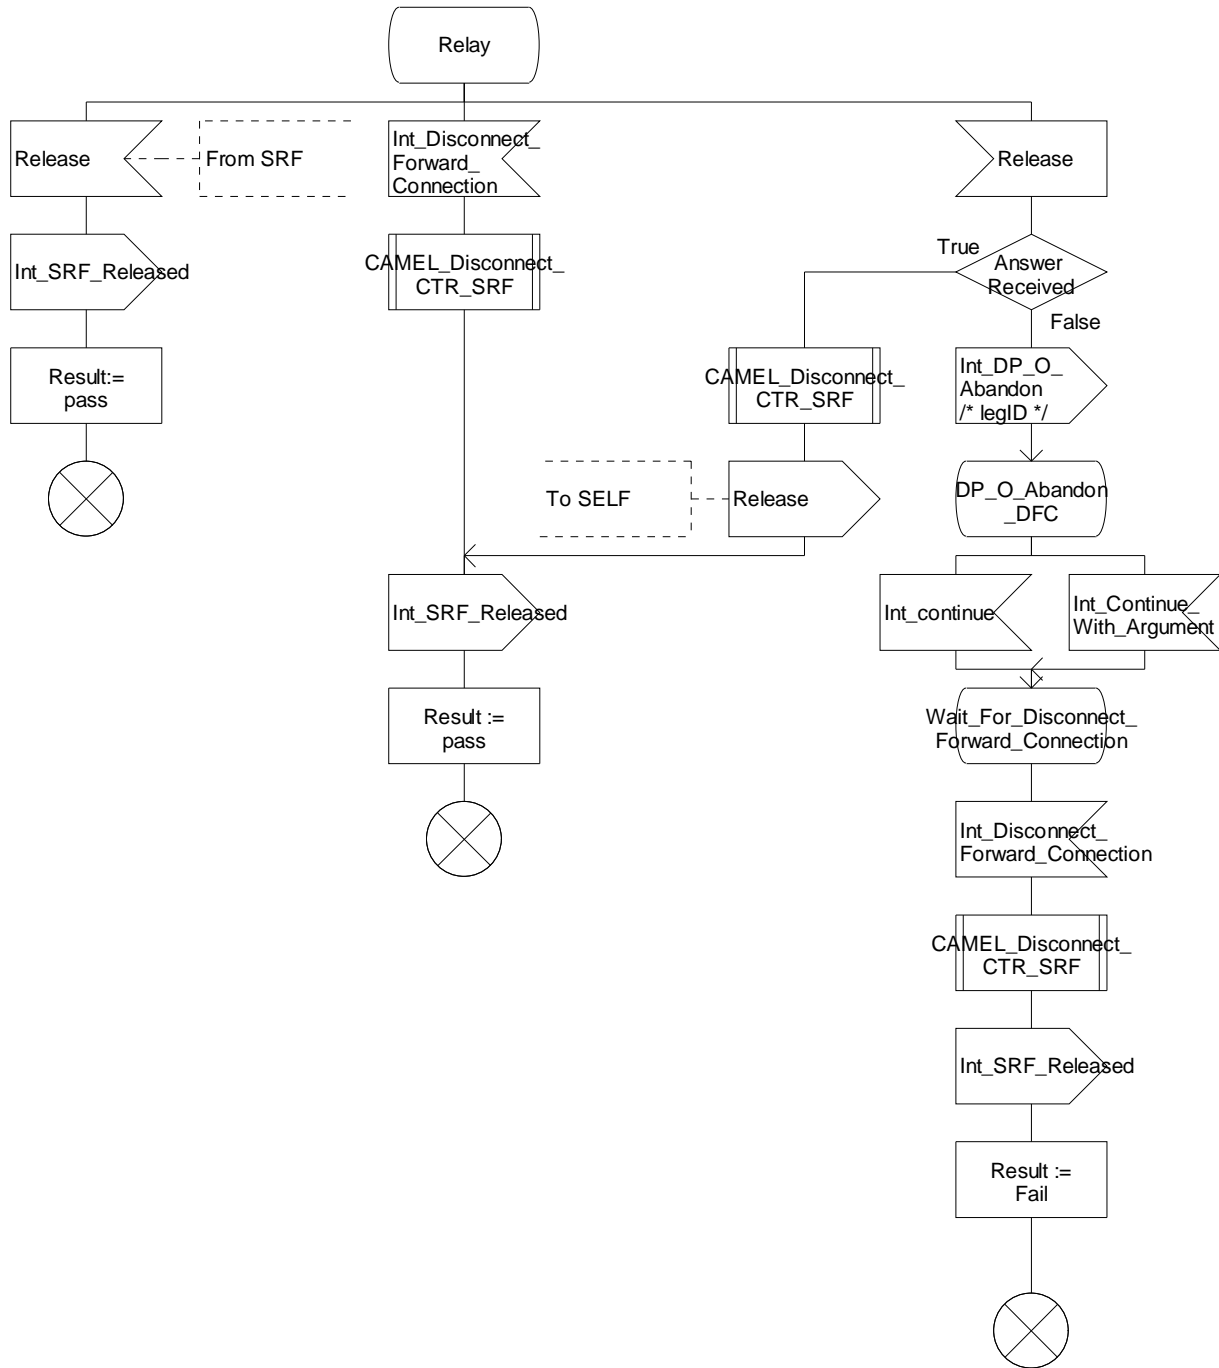 Relay
Release
From SRF
Int_Disconnect_
Forward_
Connection
Release
Int_SRF_Released
CAMEL_Disconnect_
CTR_SRF
True
Answer
Received
False
Result:=
pass
CAMEL_Disconnect_
CTR_SRF
Int_DP_O_
Abandon
/* legID */
To SELF
Release
DP_O_Abandon
_DFC
Int_SRF_Released
Int_continue
Int_Continue_
With_Argument
Result :=
pass
Wait_For_Disconnect_
Forward_Connection
Int_Disconnect_
Forward_Connection
CAMEL_Disconnect_
CTR_SRF
Int_SRF_Released
Result :=
Fail